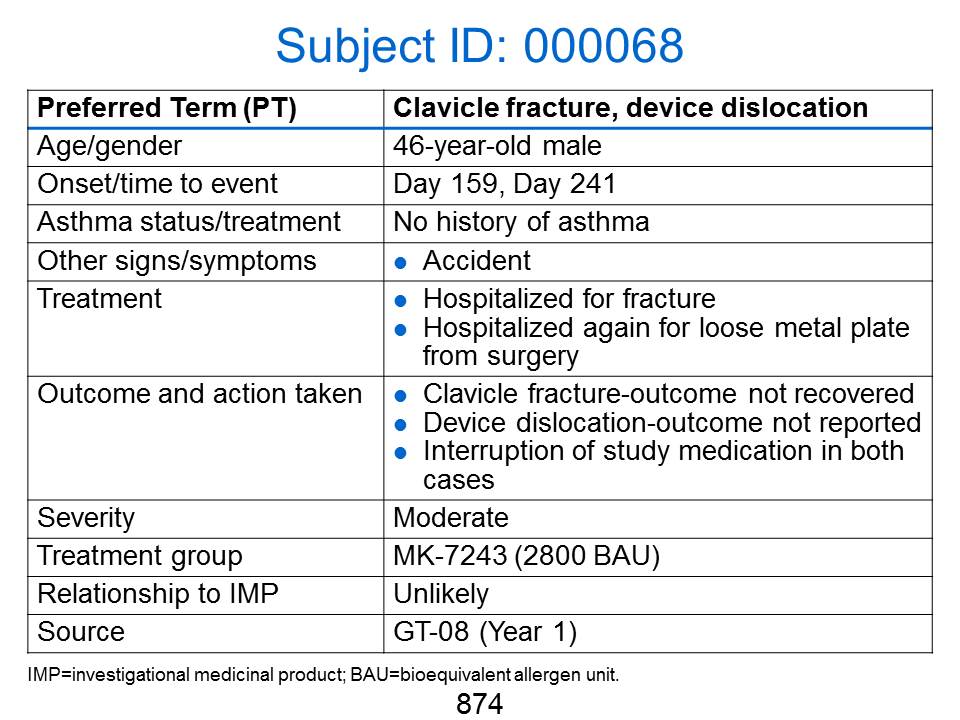 Subject ID: 000068
Preferred Term (PT) Clavicle fracture, device dislocation
Age/gender 46-year-old male
Onset/time to event Day 159, Day 241
Asthma status/treatment No history of asthma
Other signs/symptoms ● Accident
Treatment ● Hospitalized for fracture
● Hospitalized again for loose metal plate
from surgery
Outcome and action taken ● Clavicle fracture-outcome not recovered
● Device dislocation-outcome not reported
● Interruption of study medication in both
cases
Severity Moderate
Treatment group MK-7243 (2800 BAU)
Relationship to IMP Unlikely
Source GT-08 (Year 1)
IMP=investigational medicinal product; BAU=bioequivalent allergen unit.
874